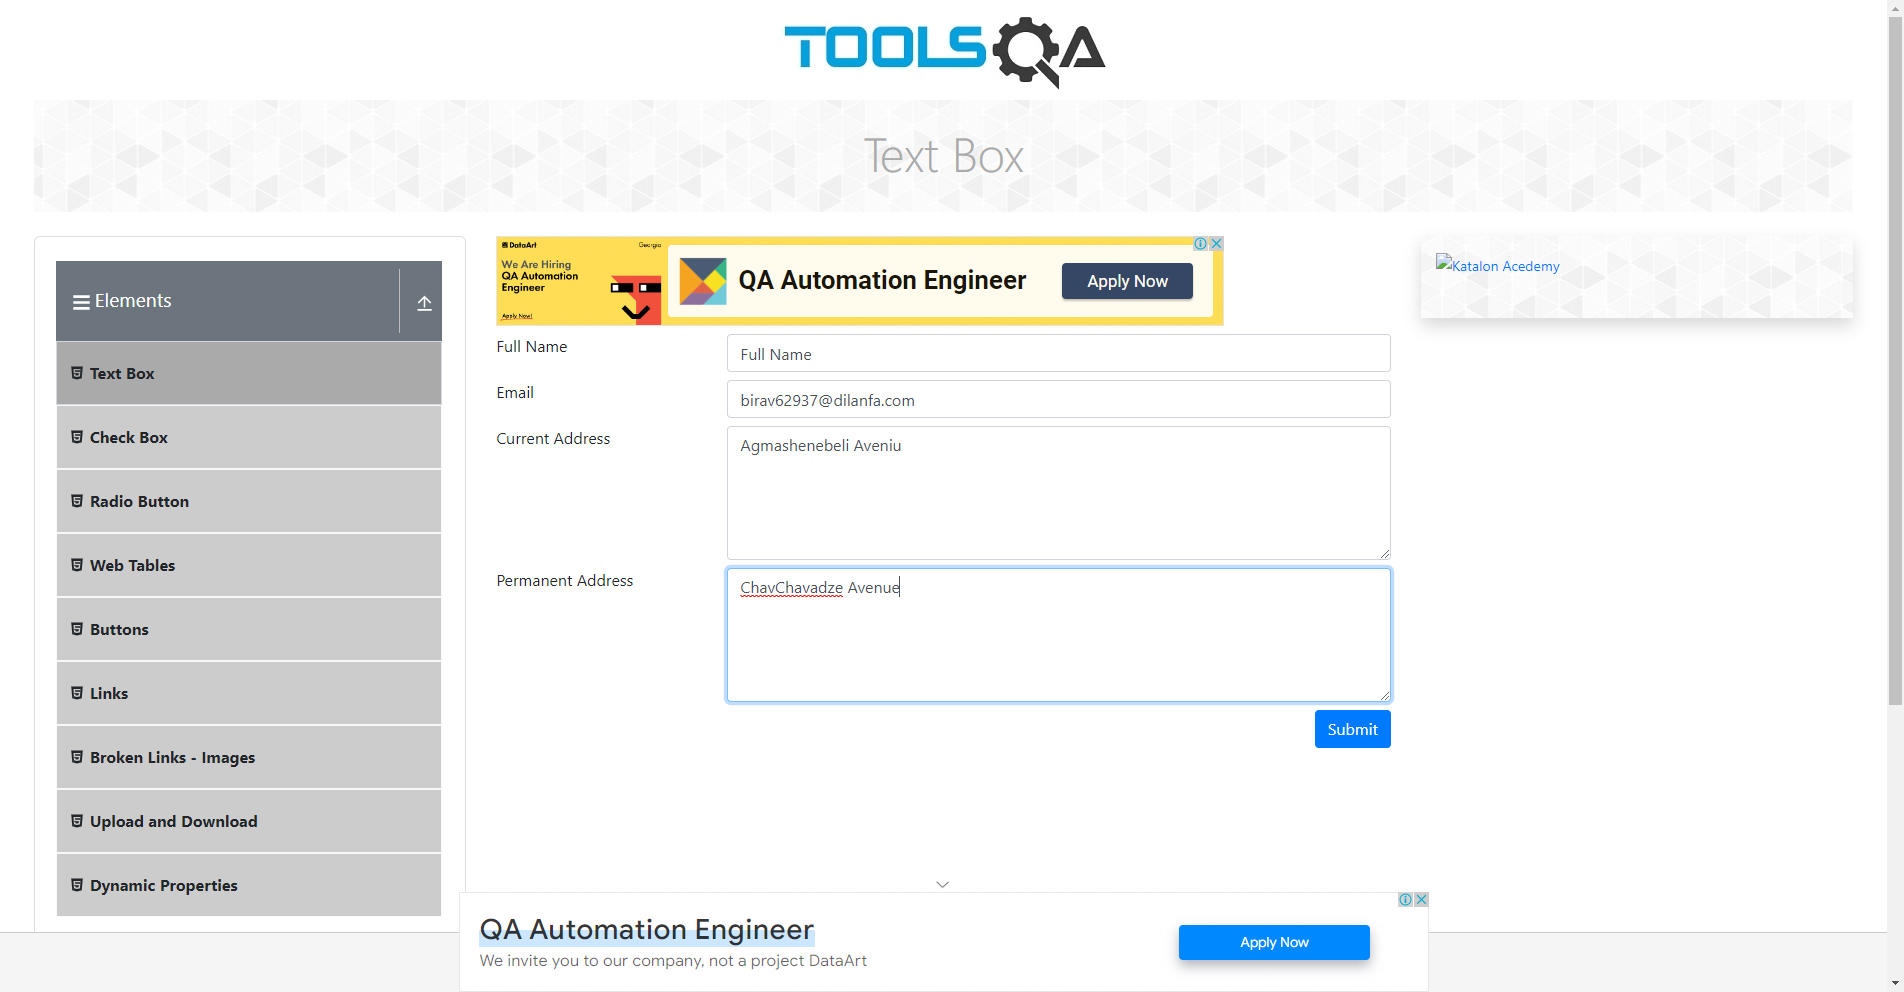 TOOLSQA
Text Box
Elements
Text Box
Check Box
Radio Button
Web Tables
Buttons
Links
Broken Links - Images
Upload and Download
Dynamic Properties
DataArt
Georgia
We Are Hiring
QA Automation
Engineer
Apply Now!
QA Automation Engineer
Apply Now
Full Name
Full Name
Email
birav62937@dilanfa.com
Current Address
Agmashenebeli Aveniu
Permanent Address
ChavChavadze Avenue
Submit
Katalon Acedemy
QA Automation Engineer
We invite you to our company, not a project DataArt
Apply Now